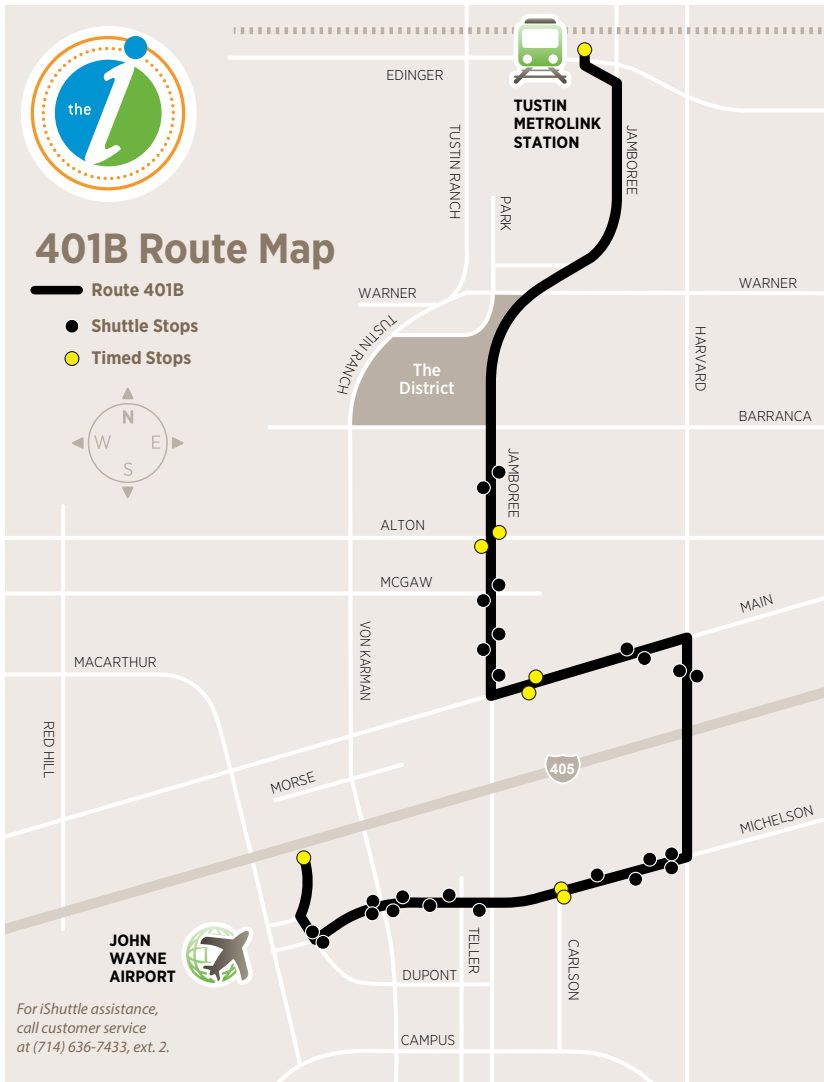 the
i
401B Route Map
Route 401B
Shuttle Stops
Timed Stops
N
W
E
S
EDINGER
TUSTIN
METROLINK
STATION
TUSTIN RANCH
PARK
JAMBOREE
WARNER
WARNER
TUSTIN RANCH
The
District
HARVARD
BARRANCA
JAMBOREE
ALTON
MCGAW
MAIN
VON KARMAN
MACARTHUR
RED HILL
405
MORSE
MICHELSON
JOHN
WAYNE
AIRPORT
TELLER
CARLSON
DUPONT
CAMPUS
For iShuttle assistance,
call customer service
at (714) 636-7433, ext. 2.